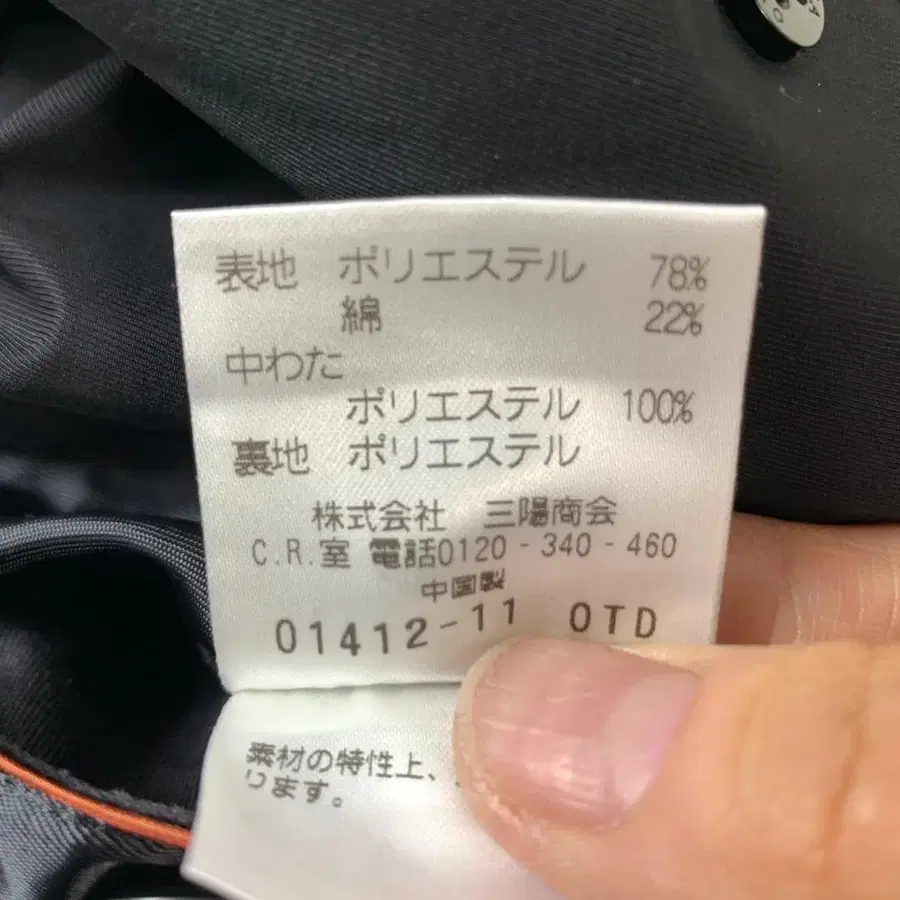 表地 ポリエステル 78%
綿 22%
中わた
ポリエステル 100%
裏地 ポリエステル
株式会社 三陽商会
C.R.室 電話0120-340-460
中国製
01412-11 OTD
素材の特性上、
ります。